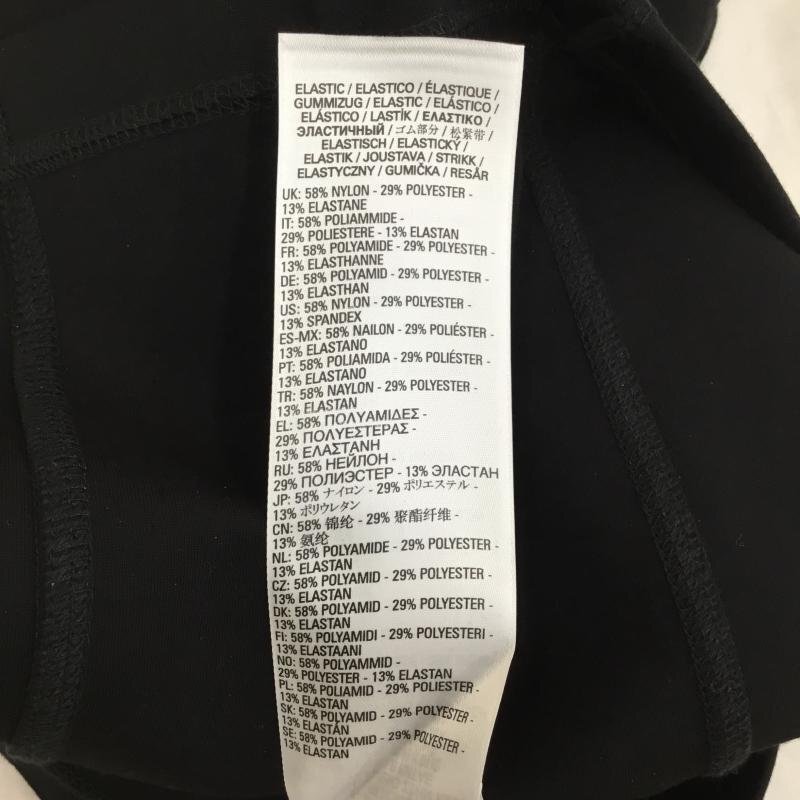 ELASTIC / ELASTICO / ÉLASTIQUE /
GUMMIZUG / ELASTIC / ELÁSTICO /
ELÁSTICO / LASTİK / ΕΛΑΣΤΙΚΟ /
ЭЛАСТИЧНЫЙ / ゴム部分 / 松紧带 /
ELASTISCH / ELASTICKÝ /
ELASTIK / JOUSTAVA / STRIKK /
ELASTYCZNY / GUMIČKA / RESÅR
UK: 58% NYLON - 29% POLYESTER -
13% ELASTANE
IT: 58% POLIAMMIDE -
29% POLIESTERE - 13% ELASTAN
FR: 58% POLYAMIDE - 29% POLYESTER -
13% ELASTHANNE
DE: 58% POLYAMID - 29% POLYESTER -
13% ELASTHAN
US: 58% NYLON - 29% POLYESTER -
13% SPANDEX
ES-MX: 58% NAILON - 29% POLIÉSTER -
13% ELASTANO
PT: 58% POLIAMIDA - 29% POLIÉSTER -
13% ELASTANO
TR: 58% NAYLON - 29% POLYESTER -
13% ELASTAN
EL: 58% ΠΟΛΥΑΜΙΔΕΣ -
29% ΠΟΛΥΕΣΤΕΡΑΣ -
13% ΕΛΑΣΤΑΝΗ
RU: 58% НЕЙЛОН -
29% ПОЛИЭСТЕР - 13% ЭЛАСТАН
JP: 58% ナイロン - 29% ポリエステル -
13% ポリウレタン
CN: 58% 锦纶 - 29% 聚酯纤维 -
13% 氨纶
NL: 58% POLYAMIDE - 29% POLYESTER -
13% ELASTAN
CZ: 58% POLYAMID - 29% POLYESTER -
13% ELASTAN
DK: 58% POLYAMID - 29% POLYESTER -
13% ELASTAN
FI: 58% POLYAMIDI - 29% POLYESTERI -
13% ELASTAANI
NO: 58% POLYAMMID -
29% POLYESTER - 13% ELASTAN
PL: 58% POLIAMID - 29% POLIESTER -
13% ELASTAN
SK: 58% POLYAMID - 29% POLYESTER -
13% ELASTÁN
SE: 58% POLYAMID - 29% POLYESTER -
13% ELASTAN